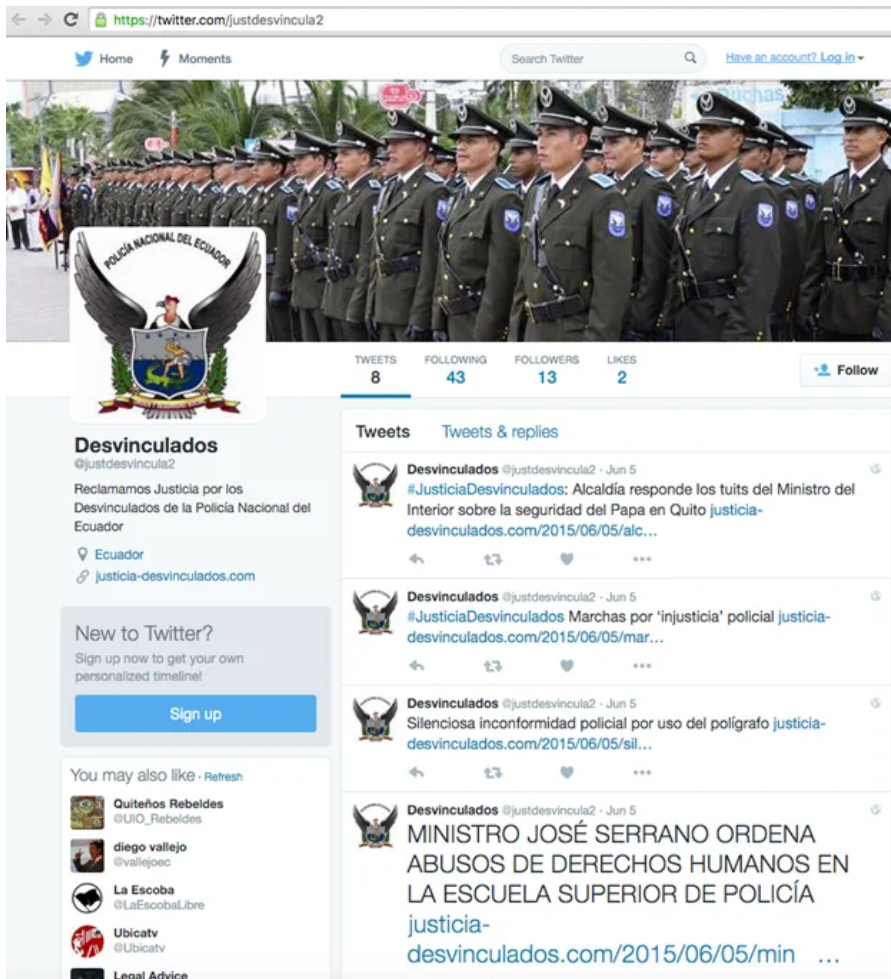 https://twitter.com/justdesvincula2
Home
Moments
Search Twitter
Have an account? Log in
POLICÍA NACIONAL DEL ECUADOR
TWEETS
8
FOLLOWING
43
FOLLOWERS
13
LIKES
2
Follow
Desvinculados
@justdesvincula2
Reclamamos Justicia por los
Desvinculados de la Policía Nacional del
Ecuador
Ecuador
justicia-desvinculados.com
New to Twitter?
Sign up now to get your own
personalized timeline!
Sign up
You may also like · Refresh
Quiteños Rebeldes
@UIO_Rebeldes
diego vallejo
@vallejoec
La Escoba
@LaEscobaLibre
Ubicatv
@Ubicatv
Legal Advice
Tweets
Tweets & replies
Desvinculados @justdesvincula2 · Jun 5
#JusticiaDesvinculados: Alcaldía responde los tuits del Ministro del
Interior sobre la seguridad del Papa en Quito justicia-
desvinculados.com/2015/06/05/alc…
Desvinculados @justdesvincula2 · Jun 5
#JusticiaDesvinculados Marchas por ‘injusticia’ policial justicia-
desvinculados.com/2015/06/05/mar…
Desvinculados @justdesvincula2 · Jun 5
Silenciosa inconformidad policial por uso del polígrafo justicia-
desvinculados.com/2015/06/05/sil…
Desvinculados @justdesvincula2 · Jun 5
MINISTRO JOSÉ SERRANO ORDENA
ABUSOS DE DERECHOS HUMANOS EN
LA ESCUELA SUPERIOR DE POLICÍA
justicia-
desvinculados.com/2015/06/05/min …